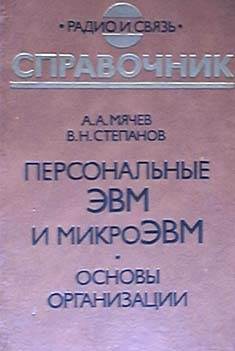 • РАДИО И СВЯЗЬ •
СПРАВОЧНИК
А.А.МЯЧЕВ
В.Н.СТЕПАНОВ
ПЕРСОНАЛЬНЫЕ
ЭВМ
И МИКРОЭВМ
•
ОСНОВЫ
ОРГАНИЗАЦИИ